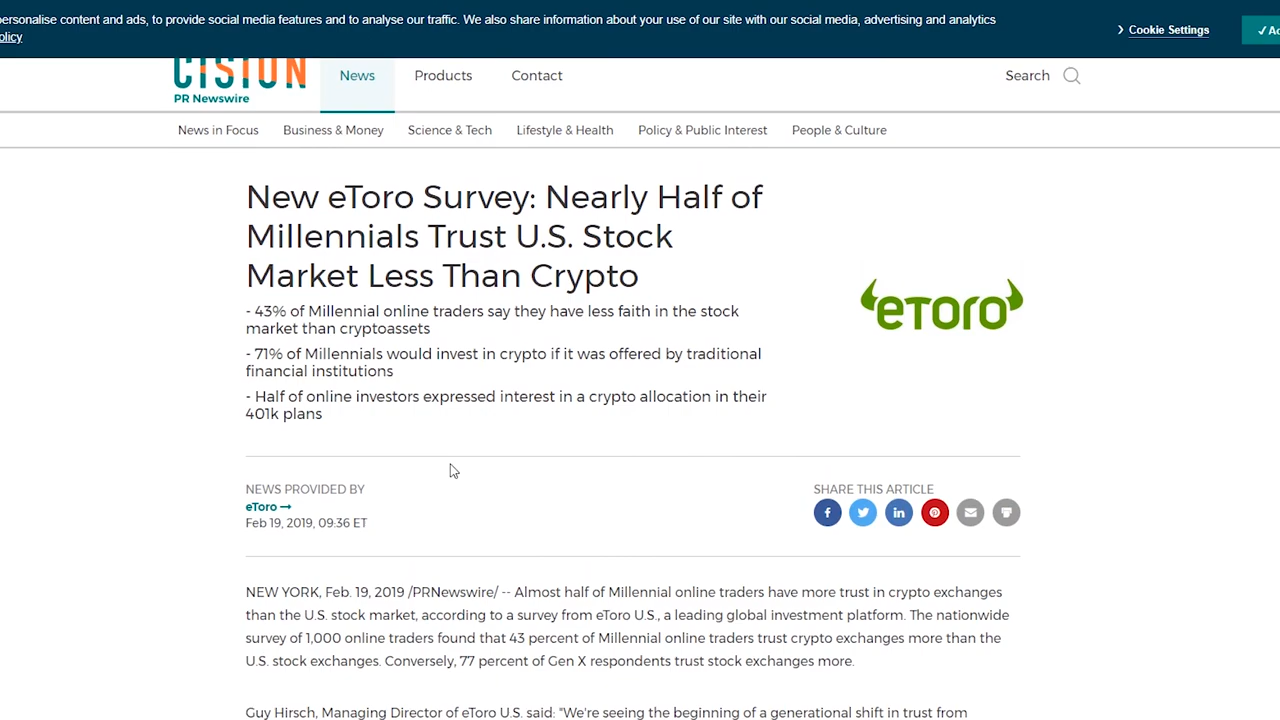 ersonalise content and ads, to provide social media features and to analyse our traffic. We also share information about your use of our site with our social media, advertising and analytics
olicy
Cookie Settings
✓Ac
CISION
PR Newswire
News
Products
Contact
Search
News in Focus
Business & Money
Science & Tech
Lifestyle & Health
Policy & Public Interest
People & Culture
New eToro Survey: Nearly Half of
Millennials Trust U.S. Stock
Market Less Than Crypto
- 43% of Millennial online traders say they have less faith in the stock
market than cryptoassets
- 71% of Millennials would invest in crypto if it was offered by traditional
financial institutions
- Half of online investors expressed interest in a crypto allocation in their
401k plans
eToro
NEWS PROVIDED BY
eToro →
Feb 19, 2019, 09:36 ET
SHARE THIS ARTICLE
NEW YORK, Feb. 19, 2019 /PRNewswire/ -- Almost half of Millennial online traders have more trust in crypto exchanges
than the U.S. stock market, according to a survey from eToro U.S., a leading global investment platform. The nationwide
survey of 1,000 online traders found that 43 percent of Millennial online traders trust crypto exchanges more than the
U.S. stock exchanges. Conversely, 77 percent of Gen X respondents trust stock exchanges more.
Guy Hirsch, Managing Director of eToro U.S. said: "We're seeing the beginning of a generational shift in trust from